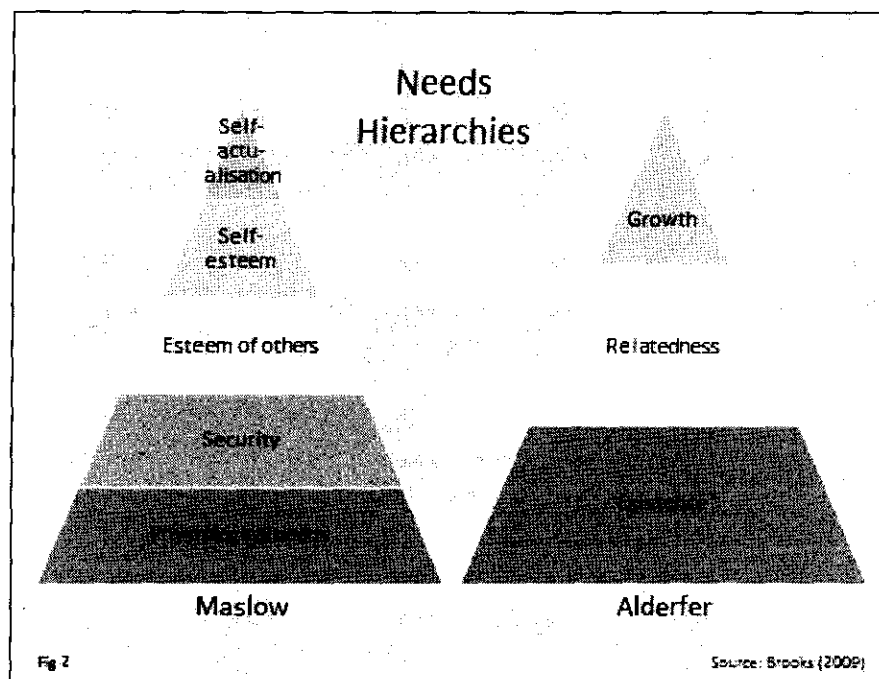 Needs
Hierarchies
Self-
actu-
alisation
Self-
esteem
Growth
Esteem of others
Relatedness
Security
Maslow
Alderfer
Fig 2
Source: Brooks (2009)